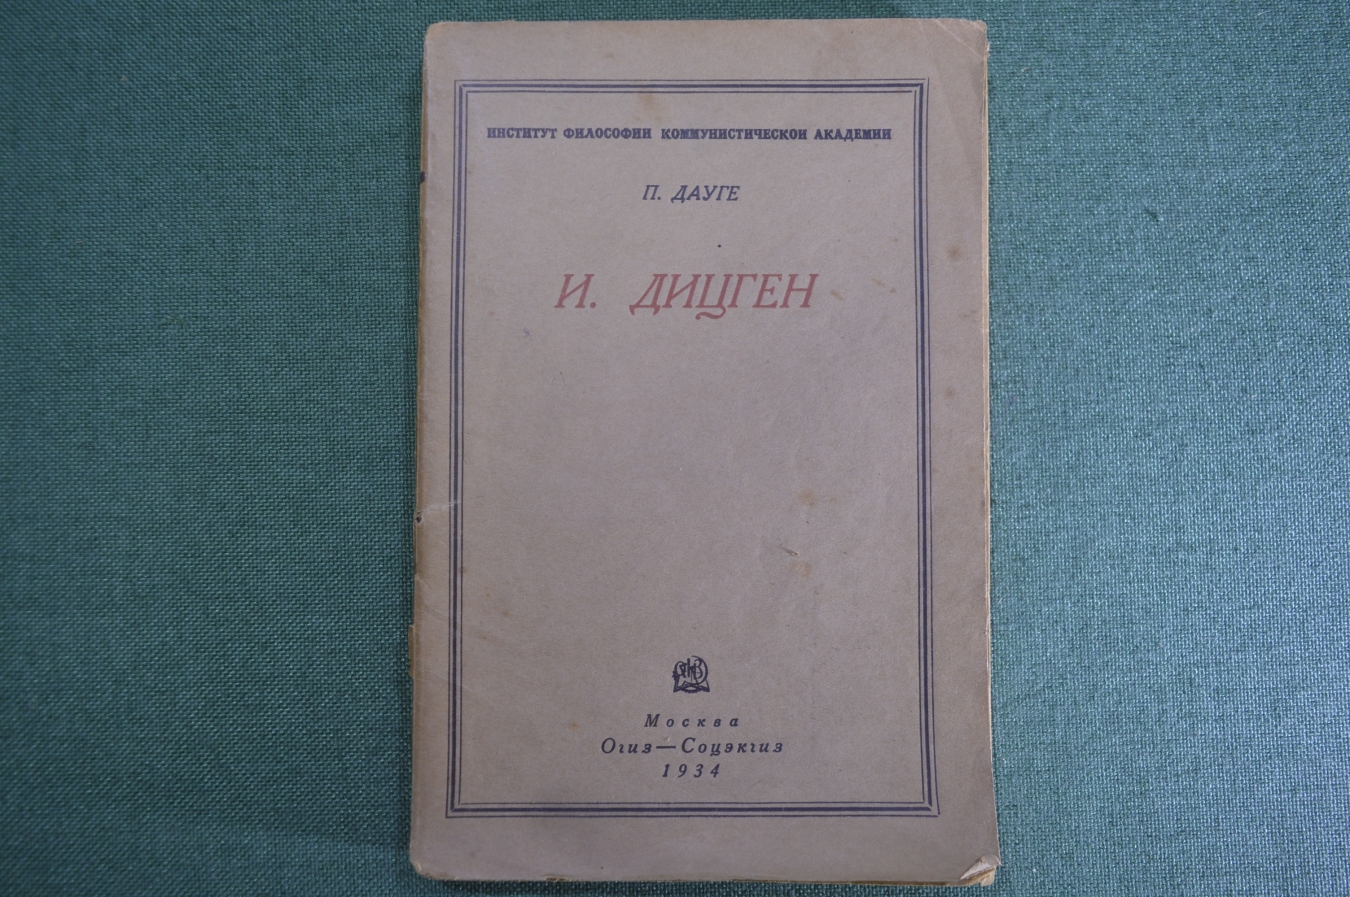 ИНСТИТУТ ФИЛОСОФИИ КОММУНИСТИЧЕСКОЙ АКАДЕМИИ
П. ДАУГЕ
И. ДИЦГЕН
Москва
Огиз—Соцэкгиз
1934